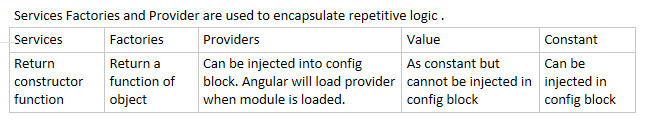 Services Factories and Provider are used to encapsulate repetitive logic .
Services Factories Providers Value Constant
Return Return a Can be injected into config As constant but Can be
constructor function of block. Angular will load provider cannot be injected in injected in
function object when module is loaded. config block config block